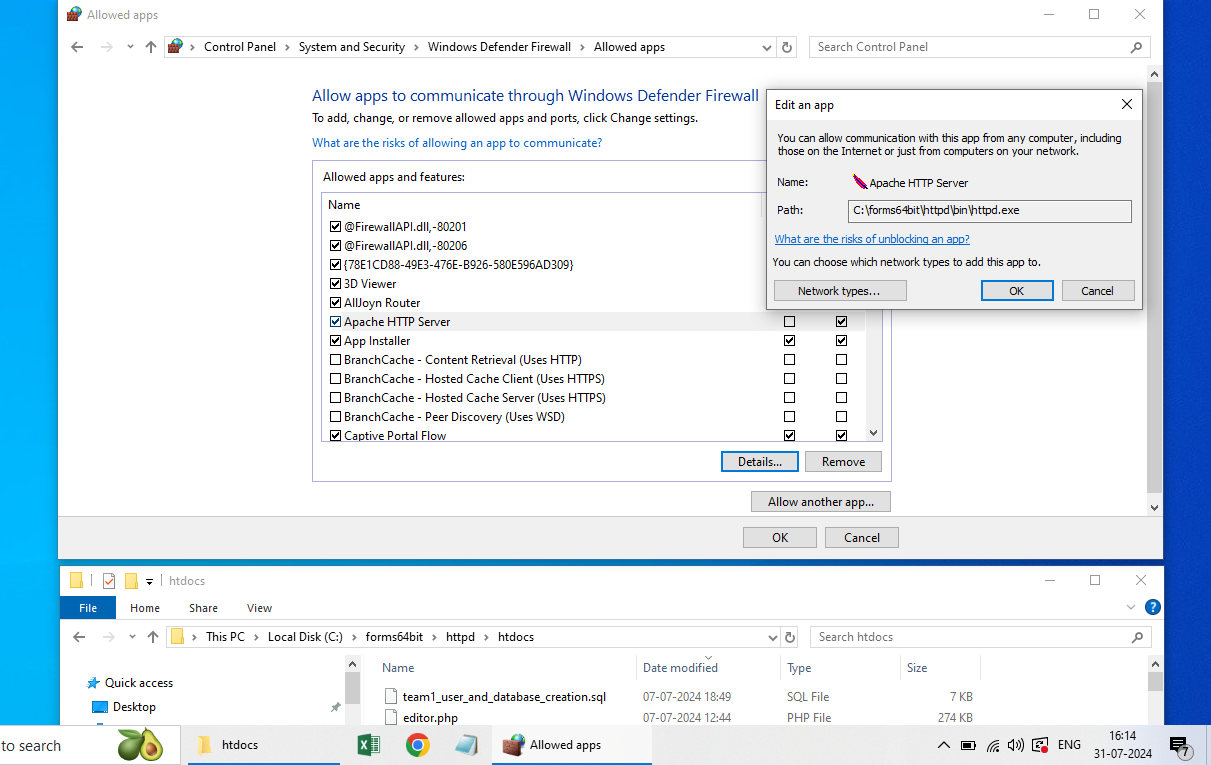 Allowed apps
Control Panel > System and Security > Windows Defender Firewall > Allowed apps
Search Control Panel
Allow apps to communicate through Windows Defender Firewall
To add, change, or remove allowed apps and ports, click Change settings.
What are the risks of allowing an app to communicate?
Allowed apps and features:
Name
@FirewallAPI.dll,-80201
@FirewallAPI.dll,-80206
{78E1CD88-49E3-476E-B926-580E596AD309}
3D Viewer
AllJoyn Router
Apache HTTP Server
App Installer
BranchCache - Content Retrieval (Uses HTTP)
BranchCache - Hosted Cache Client (Uses HTTPS)
BranchCache - Hosted Cache Server (Uses HTTPS)
BranchCache - Peer Discovery (Uses WSD)
Captive Portal Flow
Details...
Remove
Allow another app...
OK
Cancel
Edit an app
You can allow communication with this app from any computer, including
those on the Internet or just from computers on your network.
Name:
Apache HTTP Server
Path:
C:\forms64bit\httpd\bin\httpd.exe
What are the risks of unblocking an app?
You can choose which network types to add this app to.
Network types...
OK
Cancel
htdocs
File
Home
Share
View
This PC > Local Disk (C:) > forms64bit > httpd > htdocs
Search htdocs
Quick access
Desktop
Name
Date modified
Type
Size
team1_user_and_database_creation.sql
07-07-2024 18:49
SQL File
7 KB
editor.php
07-07-2024 12:44
PHP File
274 KB
to search
htdocs
Allowed apps
ENG
16:14
31-07-2024
7